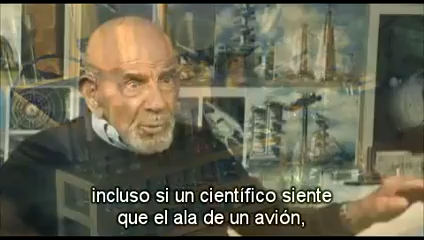 incluso si un científico siente
que el ala de un avión,